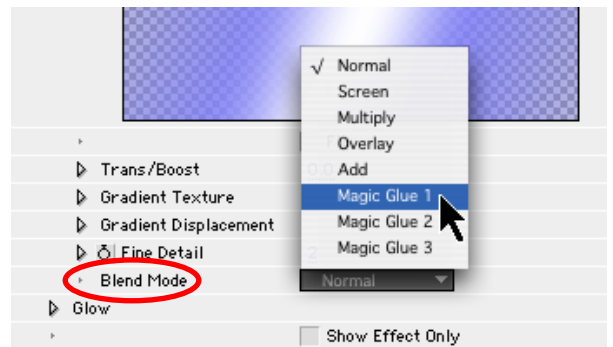 √ Normal
Screen
Multiply
Overlay
Trans/Boost
Add
Gradient Texture
Magic Glue 1
Gradient Displacement
Magic Glue 2
Fine Detail
Magic Glue 3
Blend Mode
Normal
Glow
Show Effect Only